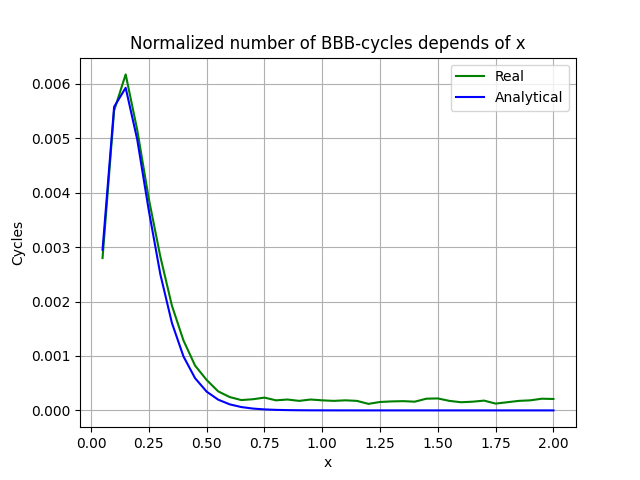 Normalized number of BBB-cycles depends of x
Real
Analytical
Cycles
0.006
0.005
0.004
0.003
0.002
0.001
0.000
0.00 0.25 0.50 0.75 1.00 1.25 1.50 1.75 2.00
x